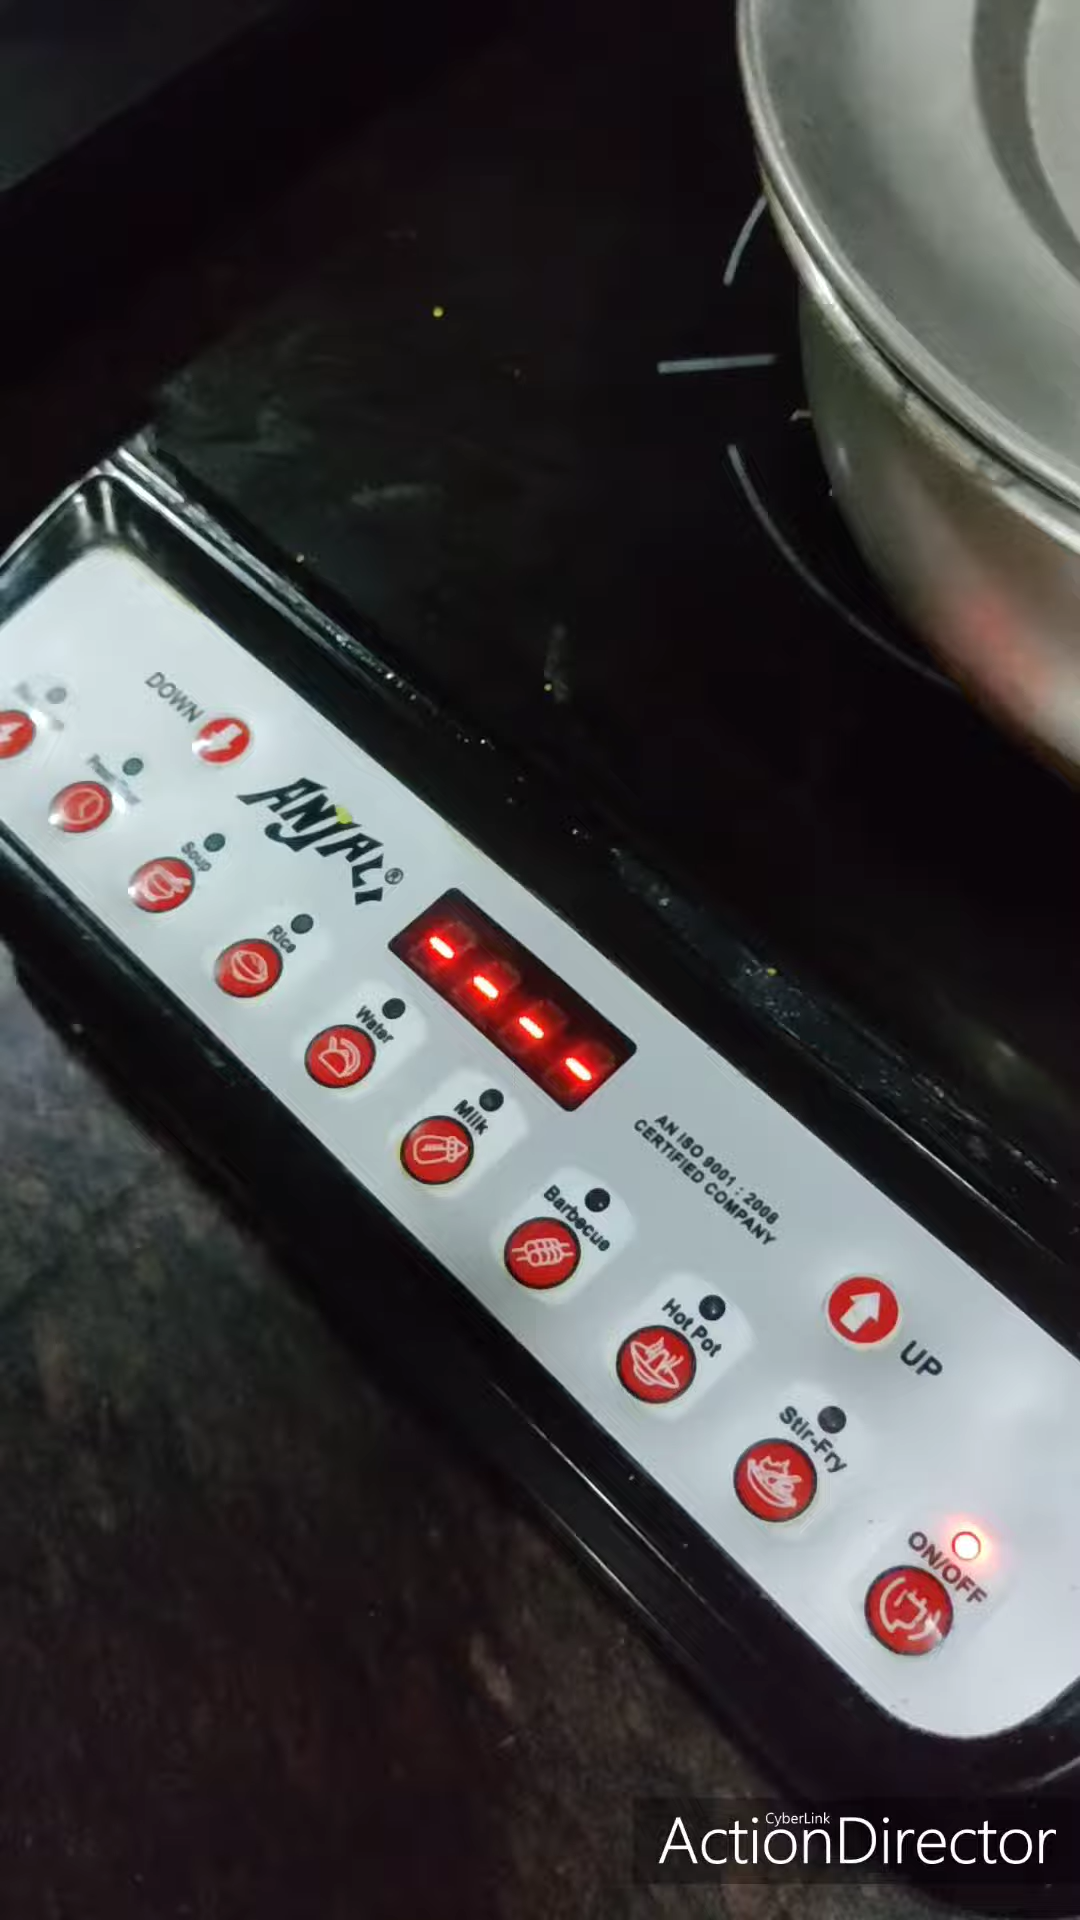 DOWN
ANJALI®
Soup
Rice
Water
Milk
Barbecue
Hot Pot
Stir-Fry
ON/OFF
----
AN ISO 9001 : 2008
CERTIFIED COMPANY
UP
CyberLink
ActionDirector